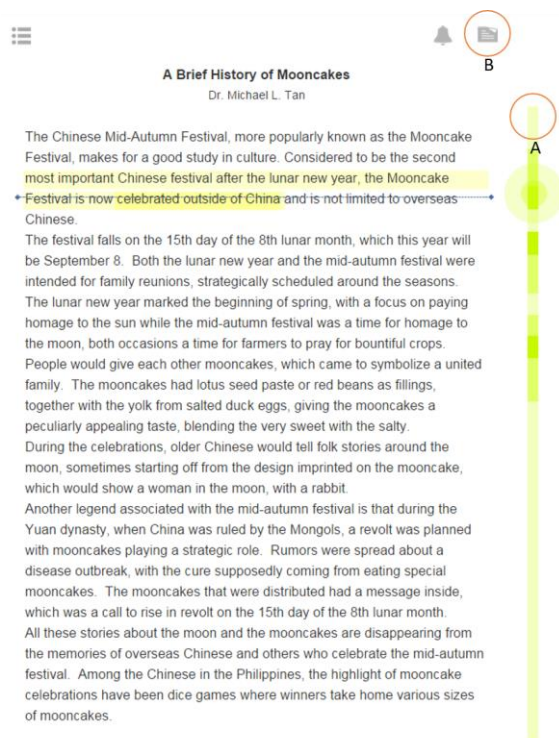 B
A Brief History of Mooncakes
Dr. Michael L. Tan
A
The Chinese Mid-Autumn Festival, more popularly known as the Mooncake
Festival, makes for a good study in culture. Considered to be the second
most important Chinese festival after the lunar new year, the Mooncake
Festival is now celebrated outside of China and is not limited to overseas
Chinese.
The festival falls on the 15th day of the 8th lunar month, which this year will
be September 8. Both the lunar new year and the mid-autumn festival were
intended for family reunions, strategically scheduled around the seasons.
The lunar new year marked the beginning of spring, with a focus on paying
homage to the sun while the mid-autumn festival was a time for homage to
the moon, both occasions a time for farmers to pray for bountiful crops.
People would give each other mooncakes, which came to symbolize a united
family. The mooncakes had lotus seed paste or red beans as fillings,
together with the yolk from salted duck eggs, giving the mooncakes a
peculiarly appealing taste, blending the very sweet with the salty.
During the celebrations, older Chinese would tell folk stories around the
moon, sometimes starting off from the design imprinted on the mooncake,
which would show a woman in the moon, with a rabbit.
Another legend associated with the mid-autumn festival is that during the
Yuan dynasty, when China was ruled by the Mongols, a revolt was planned
with mooncakes playing a strategic role. Rumors were spread about a
disease outbreak, with the cure supposedly coming from eating special
mooncakes. The mooncakes that were distributed had a message inside,
which was a call to rise in revolt on the 15th day of the 8th lunar month.
All these stories about the moon and the mooncakes are disappearing from
the memories of overseas Chinese and others who celebrate the mid-autumn
festival. Among the Chinese in the Philippines, the highlight of mooncake
celebrations have been dice games where winners take home various sizes
of mooncakes.